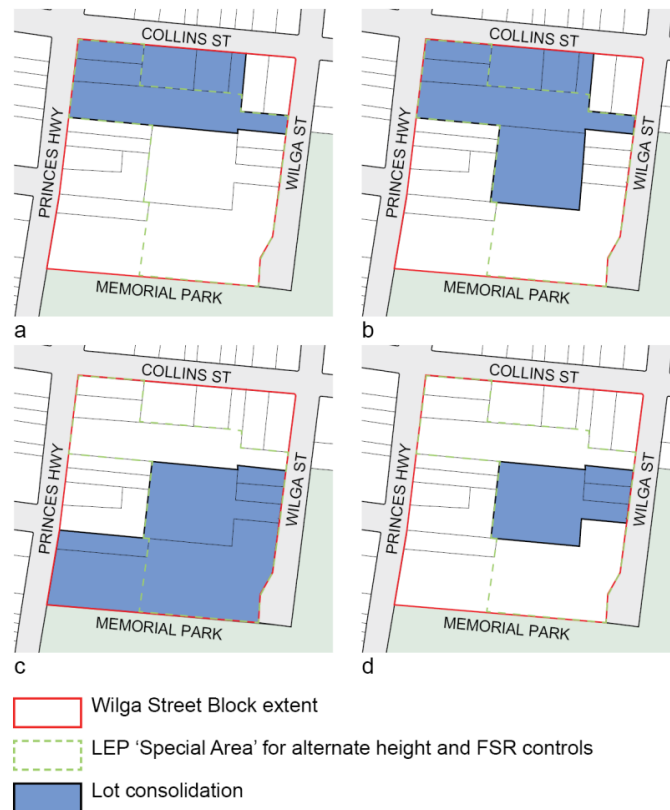 COLLINS ST
PRINCES HWY
WILGA ST
MEMORIAL PARK
a
COLLINS ST
PRINCES HWY
WILGA ST
MEMORIAL PARK
b
COLLINS ST
PRINCES HWY
WILGA ST
MEMORIAL PARK
c
COLLINS ST
PRINCES HWY
WILGA ST
MEMORIAL PARK
d
Wilga Street Block extent
LEP ‘Special Area’ for alternate height and FSR controls
Lot consolidation